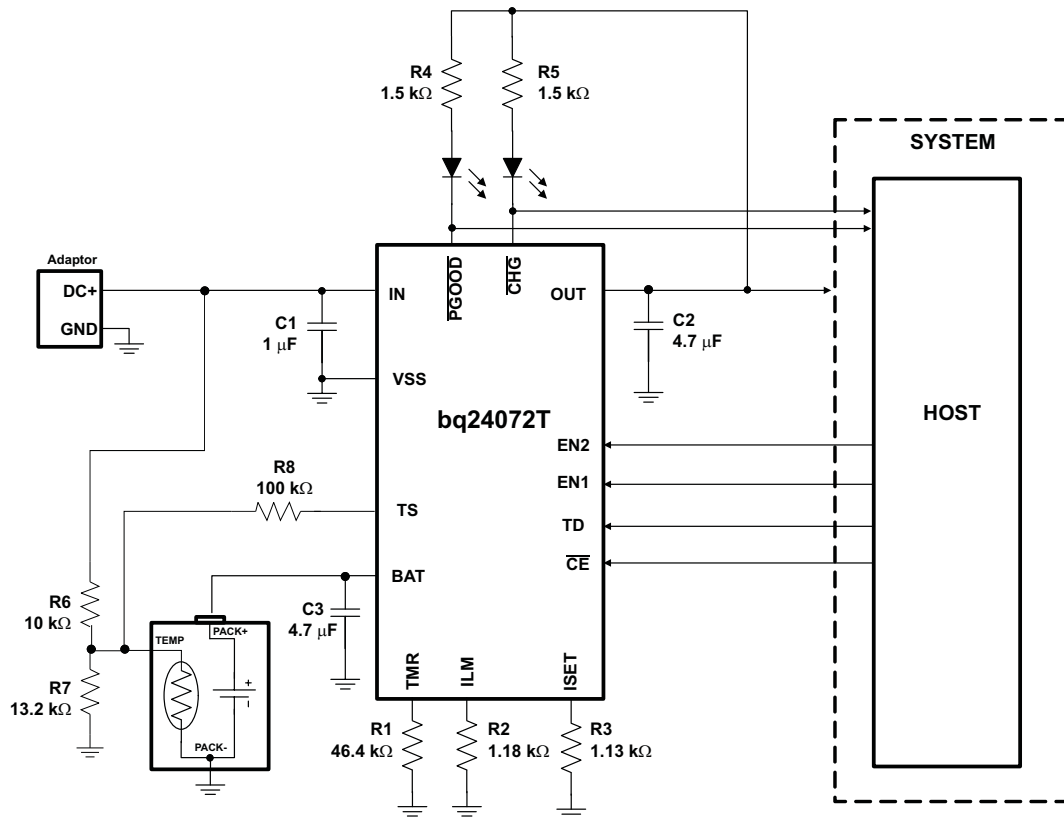 R4
1.5 kΩ
R5
1.5 kΩ
SYSTEM
Adaptor
DC+
GND
IN
PGOOD
CHG
OUT
C1
1 μF
C2
4.7 μF
VSS
bq24072T
HOST
EN2
EN1
R8
100 kΩ
TS
TD
BAT
CE
R6
10 kΩ
C3
4.7 μF
PACK+
TEMP
+
−
R7
13.2 kΩ
PACK-
TMR
ILM
ISET
R1
46.4 kΩ
R2
1.18 kΩ
R3
1.13 kΩ